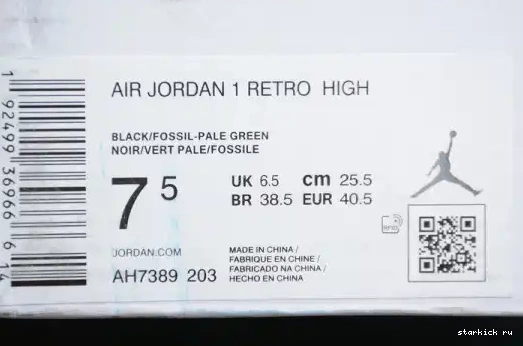 AIR JORDAN 1 RETRO  HIGH
BLACK/FOSSIL-PALE GREEN
NOIR/VERT PALE/FOSSILE
7 5
UK 6.5 cm 25.5
BR 38.5 EUR 40.5
RFID
JORDAN.COM
AH7389 203
MADE IN CHINA /
FABRIQUE EN CHINE /
FABRICADO NA CHINA /
HECHO EN CHINA
1 92499 36966 6 14
starkick ru